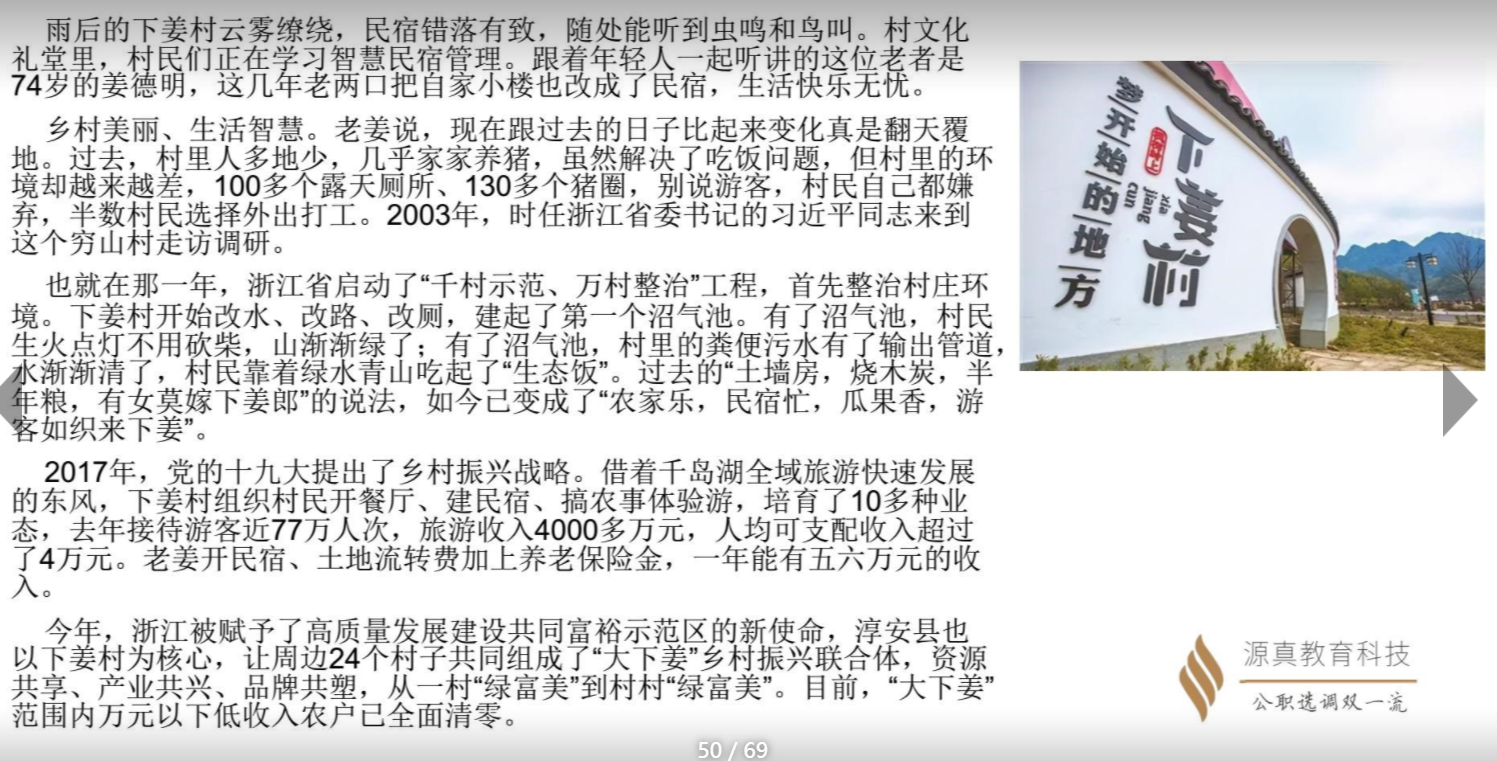 雨后的下姜村云雾缭绕，民宿错落有致，随处能听到虫鸣和鸟叫。村文化
礼堂里，村民们正在学习智慧民宿管理。跟着年轻人一起听讲的这位老者是
74岁的姜德明，这几年老两口把自家小楼也改成了民宿，生活快乐无忧。
乡村美丽、生活智慧。老姜说，现在跟过去的日子比起来变化真是翻天覆
地。过去，村里人多地少，几乎家家养猪，虽然解决了吃饭问题，但村里的环
境却越来越差，100多个露天厕所、130多个猪圈，别说游客，村民自己都嫌
弃，半数村民选择外出打工。2003年，时任浙江省委书记的习近平同志来到
这个穷山村走访调研。
也就在那一年，浙江省启动了“千村示范、万村整治”工程，首先整治村庄环
境。下姜村开始改水、改路、改厕，建起了第一个沼气池。有了沼气池，村民
生火点灯不用砍柴，山渐渐绿了；有了沼气池，村里的粪便污水有了输出管道，
水渐渐清了，村民靠着绿水青山吃起了“生态饭”。过去的“土墙房，烧木炭，半
年粮，有女莫嫁下姜郎”的说法，如今已变成了“农家乐，民宿忙，瓜果香，游
客如织来下姜”。
2017年，党的十九大提出了乡村振兴战略。借着千岛湖全域旅游快速发展
的东风，下姜村组织村民开餐厅、建民宿、搞农事体验游，培育了10多种业
态，去年接待游客近77万人次，旅游收入4000多万元，人均可支配收入超过
了4万元。老姜开民宿、土地流转费加上养老保险金，一年能有五六万元的收
入。
今年，浙江被赋予了高质量发展建设共同富裕示范区的新使命，淳安县也
以下姜村为核心，让周边24个村子共同组成了“大下姜”乡村振兴联合体，资源
共享、产业共兴、品牌共塑，从一村“绿富美”到村村“绿富美”。目前，“大下姜”
范围内万元以下低收入农户已全面清零。
下姜村
xia
jiang
cun
梦开始的地方
源真教育科技
公职选调双一流
50 / 69